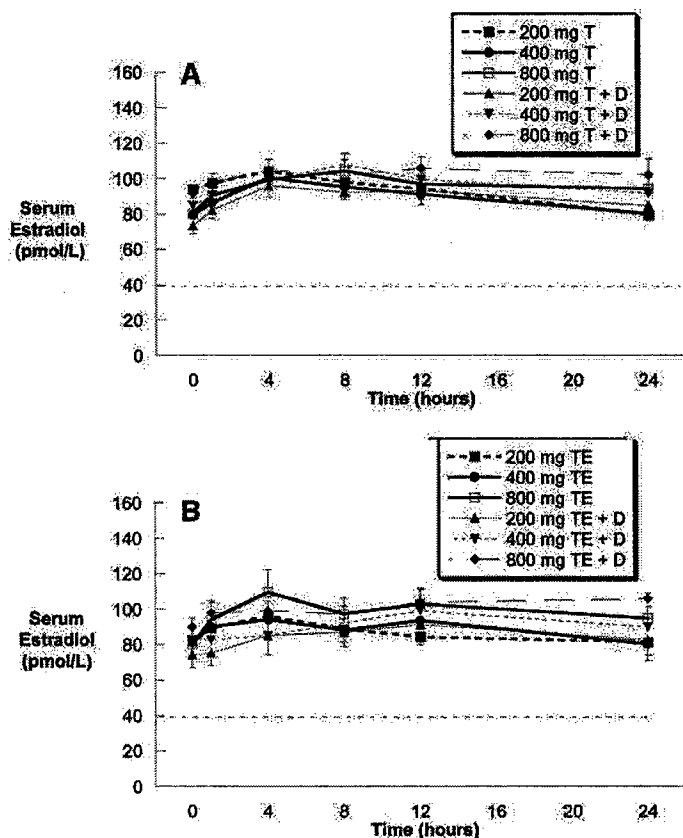 A
200 mg T
400 mg T
800 mg T
200 mg T + D
400 mg T + D
800 mg T + D
160
140
120
100
80
60
40
20
0
Serum
Estradiol
(pmol/L)
0 4 8 12 16 20 24
Time (hours)
B
200 mg TE
400 mg TE
800 mg TE
200 mg TE + D
400 mg TE + D
800 mg TE + D
160
140
120
100
80
60
40
20
0
Serum
Estradiol
(pmol/L)
0 4 8 12 16 20 24
Time (hours)